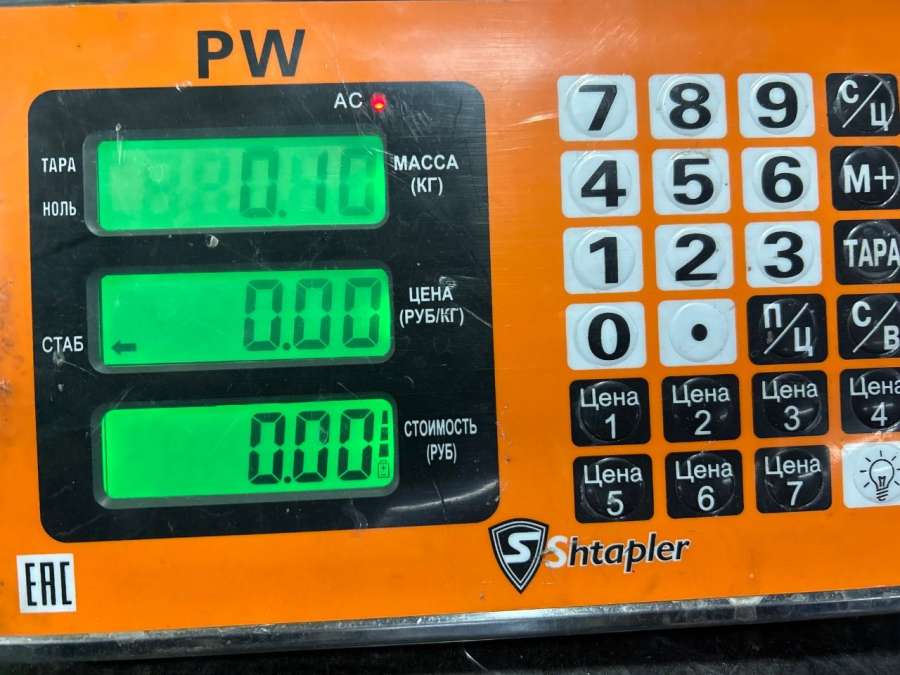 PW
AC
ТАРА
НОЛЬ
0.10
МАССА
(КГ)
СТАБ
0.00
ЦЕНА
(РУБ/КГ)
0.00
СТОИМОСТЬ
(РУБ)
7 8 9 С/Ц
4 5 6 М+
1 2 3 ТАРА
0 • П/Ц С/В
Цена 1
Цена 2
Цена 3
Цена 4
Цена 5
Цена 6
Цена 7
S Shtapler
EAC